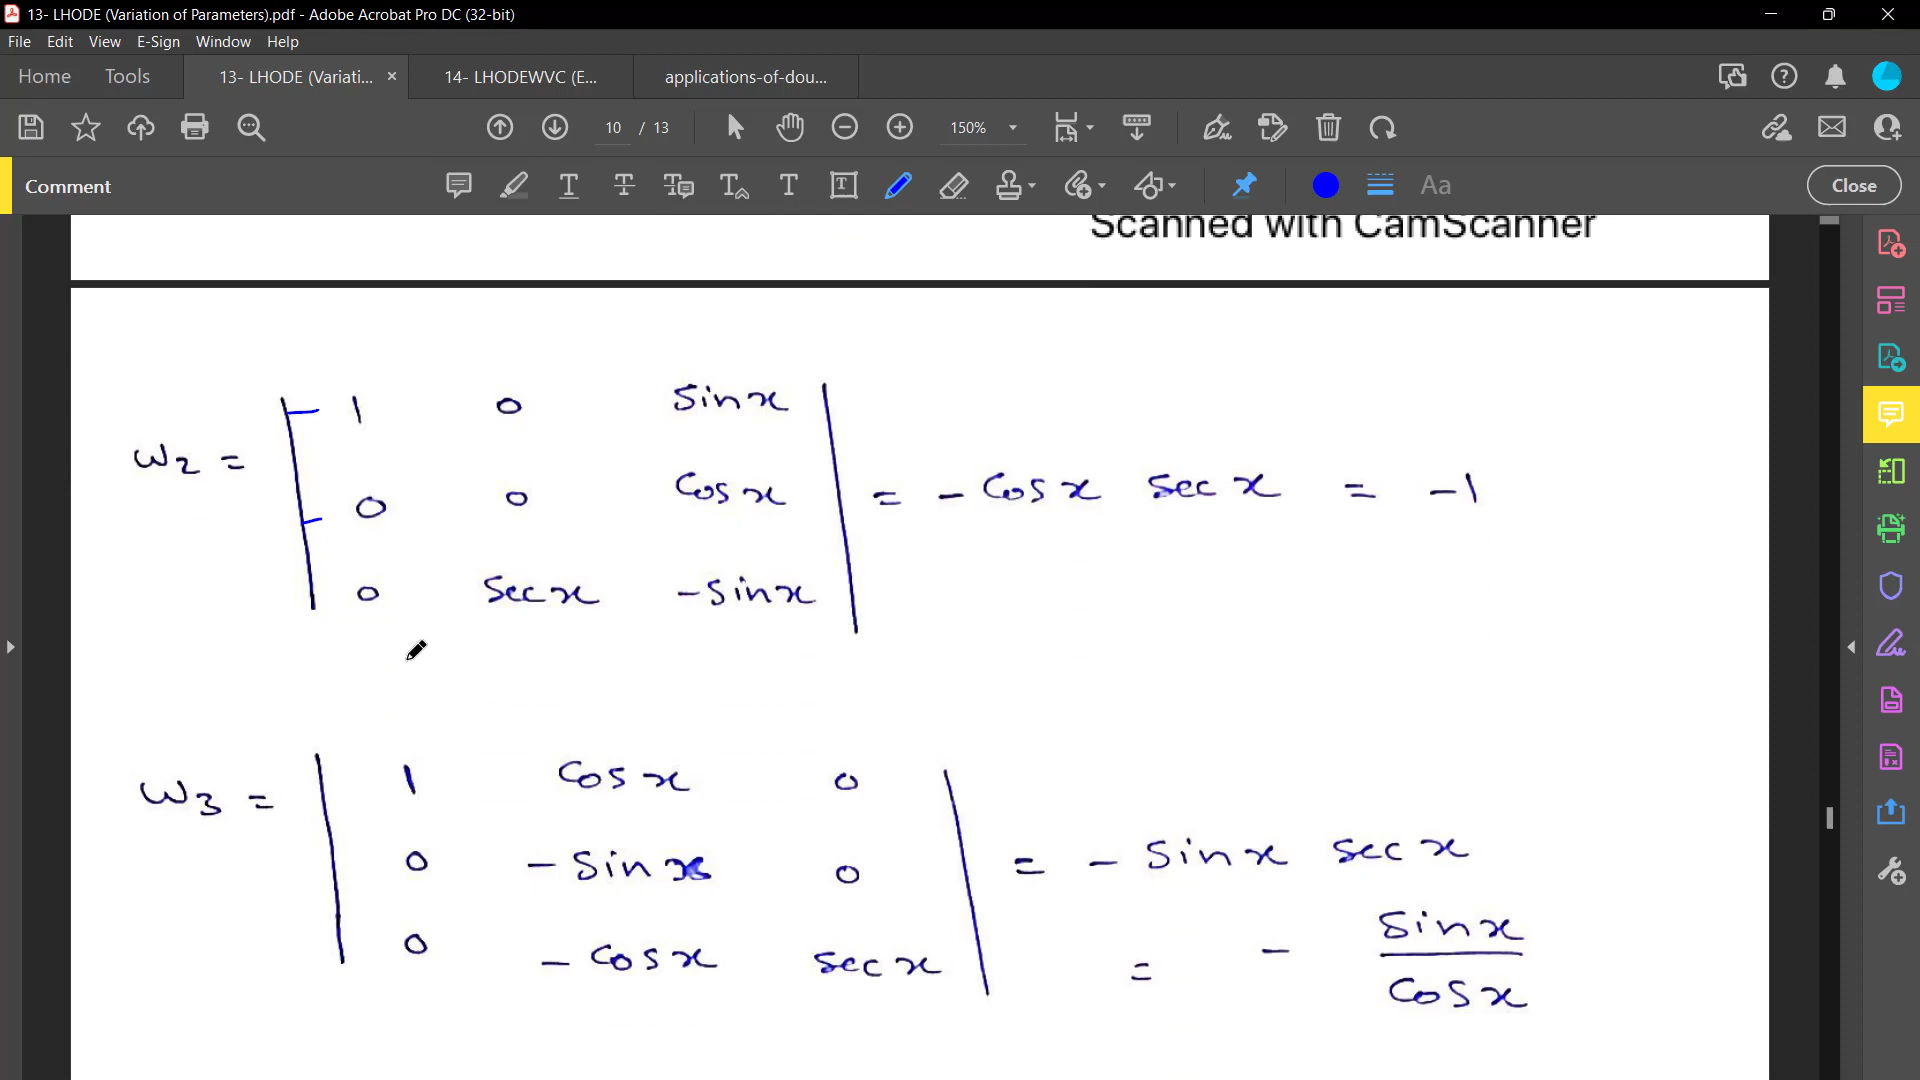 13- LHODE (Variation of Parameters).pdf - Adobe Acrobat Pro DC (32-bit)
File Edit View E-Sign Window Help
Home Tools 13- LHODE (Variati... × 14- LHODEWVC (E... applications-of-dou...
10 / 13 150%
Comment Aa Close
Scanned with CamScanner
1 0 sinx
w2 = 0 0 cosx = - cosx secx = -1
0 secx -sinx
1 cosx 0
w3 = 0 -sinx 0 = - sinx secx
0 -cosx secx = - sinx
cosx